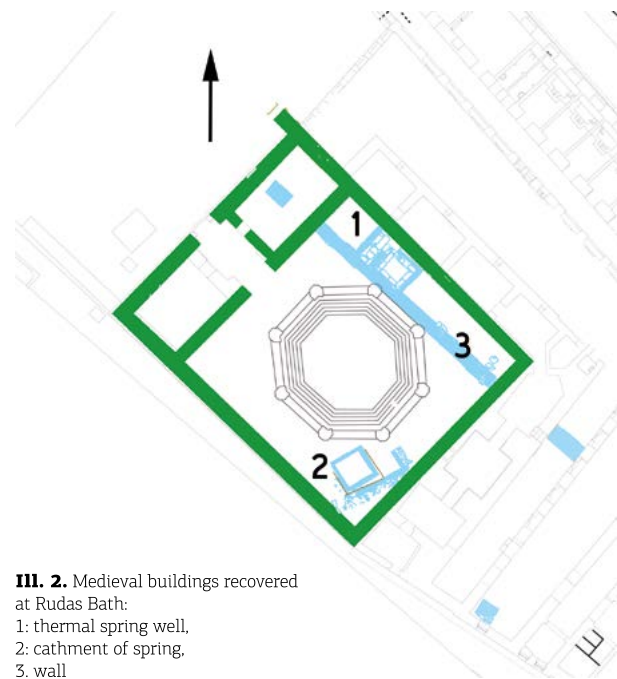 1
3
2
Ill. 2. Medieval buildings recovered
at Rudas Bath:
1: thermal spring well,
2: cathment of spring,
3. wall